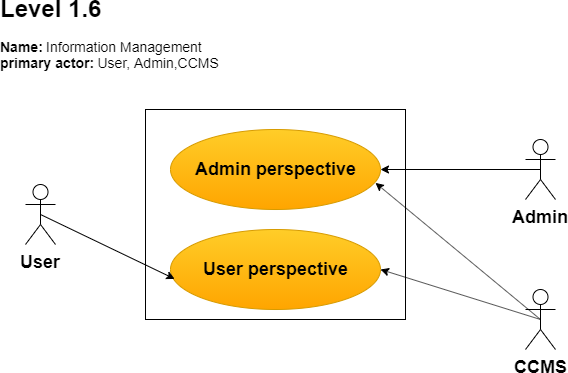 Level 1.6
Name: Information Management
primary actor: User, Admin,CCMS
Admin perspective
Admin
User perspective
User
CCMS